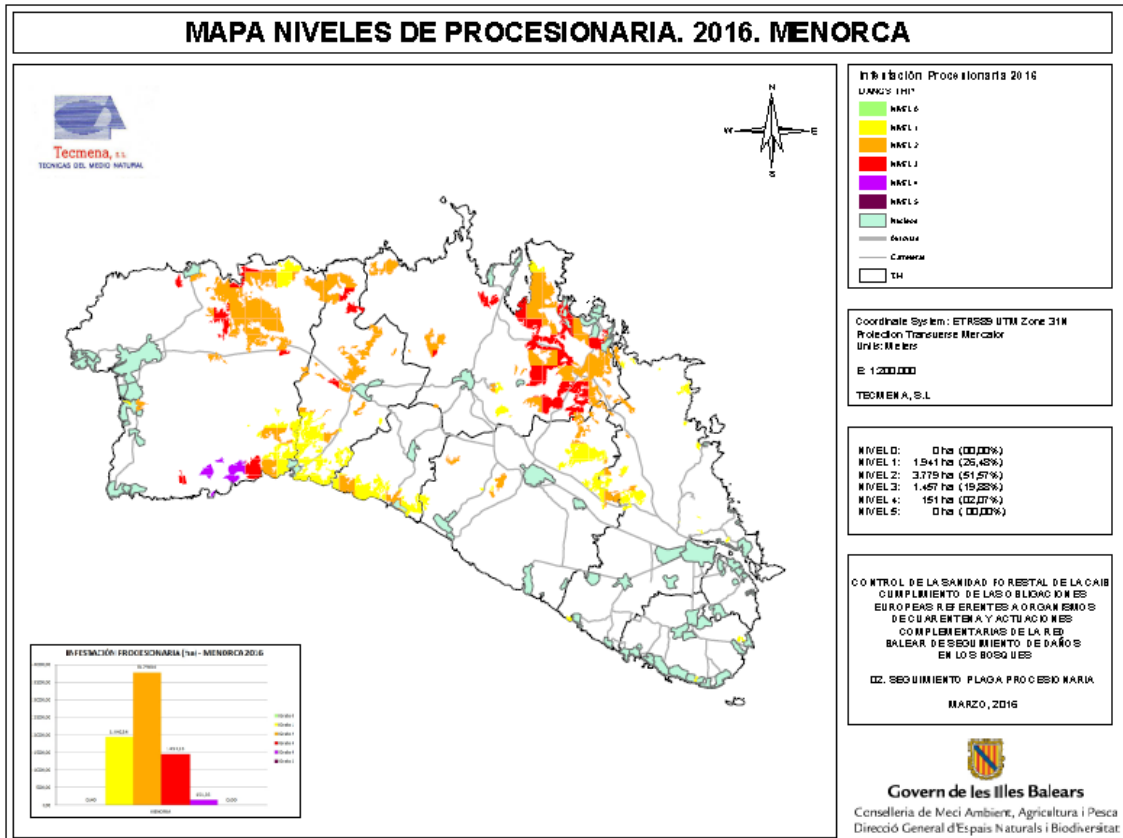 MAPA NIVELES DE PROCESIONARIA. 2016. MENORCA
Tecmena, S.L.
TECNICAS DEL MEDIO NATURAL
N
W
E
S
Infestación Procesionaria 2016
NIVEL 0
NIVEL 1
NIVEL 2
NIVEL 3
NIVEL 4
NIVEL 5
Núcleos
Carreteras
TM
Coordinate System: ETRS89 UTM Zone 31N
Projection Transverse Mercator
Units: Meters
E: 1:200.000
TECMENA, S.L
NIVEL 0: 0 ha (00,00%)
NIVEL 1: 1.941 ha (26,48%)
NIVEL 2: 3.779 ha (51,57%)
NIVEL 3: 1.457 ha (19,88%)
NIVEL 4: 151 ha (02,07%)
NIVEL 5: 0 ha ( 00,00%)
CONTROL DE LA SANIDAD FORESTAL DE LA CAIB
CUMPLIMIENTO DE LAS OBLIGACIONES
EUROPEAS REFERENTES A ORGANISMOS
DE CUARENTENA Y ACTUACIONES
COMPLEMENTARIAS DE LA RED
BALEAR DE SEGUIMIENTO DE DAÑOS
EN LOS BOSQUES
02. SEGUIMIENTO PLAGA PROCESIONARIA
MARZO, 2016
INFESTACIÓN PROCESIONARIA (ha) - MENORCA 2016
MENORCA
Govern de les Illes Balears
Conselleria de Medi Ambient, Agricultura i Pesca
Direcció General d'Espais Naturals i Biodiversitat